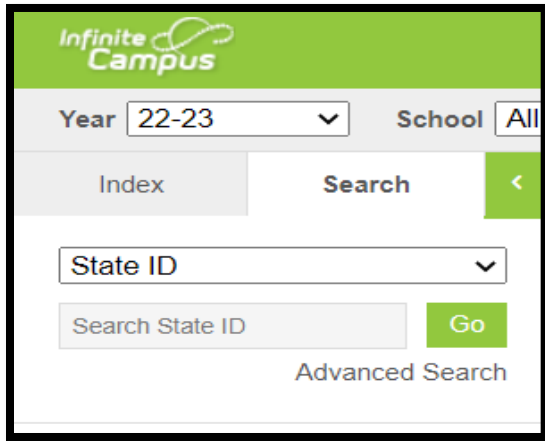 Infinite
Campus
Year 22-23 School All
Index Search <
State ID
Search State ID Go
Advanced Search